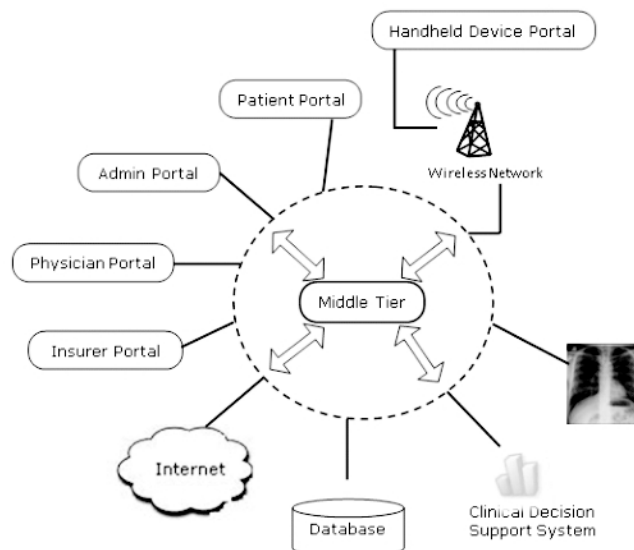 Handheld Device Portal
Patient Portal
Wireless Network
Admin Portal
Physician Portal
Middle Tier
Insurer Portal
Internet
Database
Clinical Decision
Support System